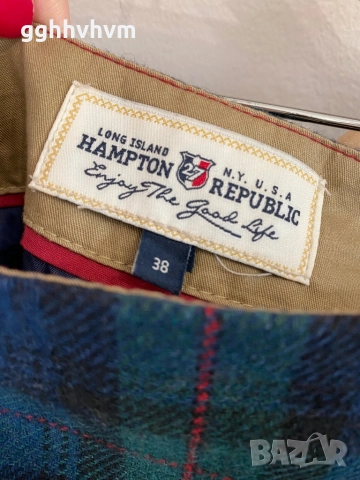 gghhvhvm
LONG ISLAND N.Y. U.S.A
HAMPTON 27 REPUBLIC
Enjoy The Good Life
38
BAZAR